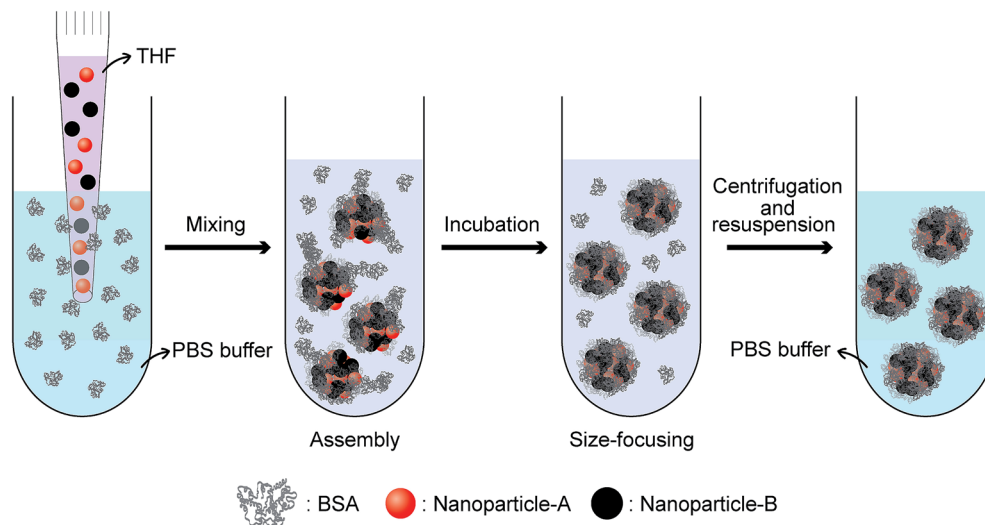 THF
Mixing
Incubation
Centrifugation
and
resuspension
PBS buffer
PBS buffer
Assembly
Size-focusing
: BSA
: Nanoparticle-A
: Nanoparticle-B